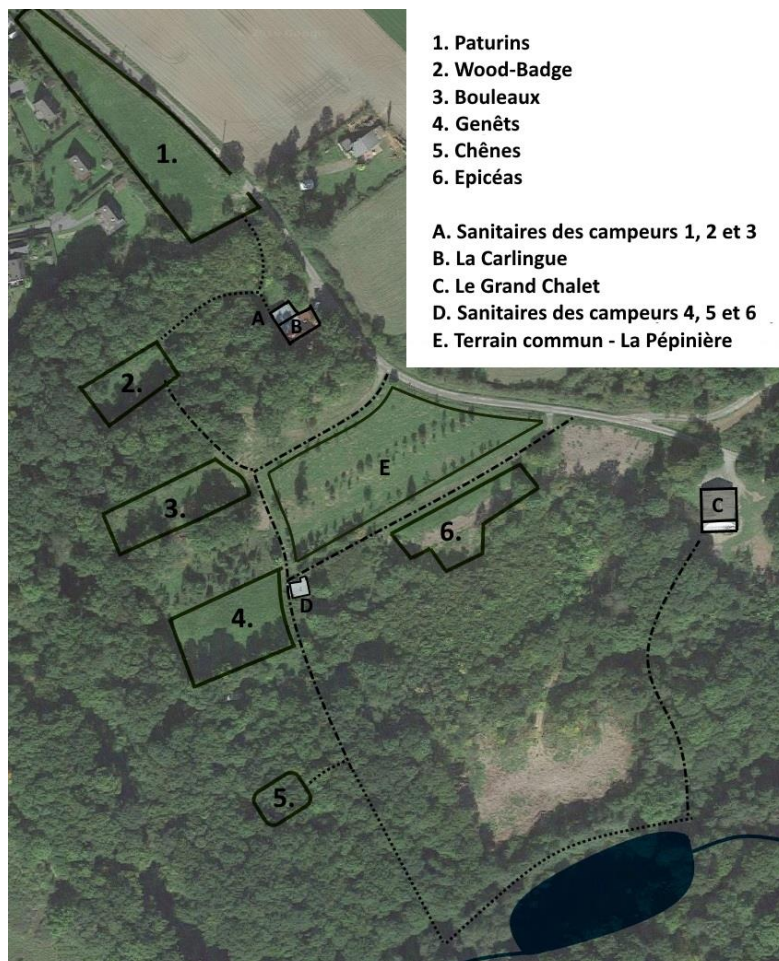 1. Paturins
2. Wood-Badge
3. Bouleaux
4. Genêts
5. Chênes
6. Epicéas
A. Sanitaires des campeurs 1, 2 et 3
B. La Carlingue
C. Le Grand Chalet
D. Sanitaires des campeurs 4, 5 et 6
E. Terrain commun - La Pépinière
1.
A
B
2.
E
3.
C
6.
D
4.
5.